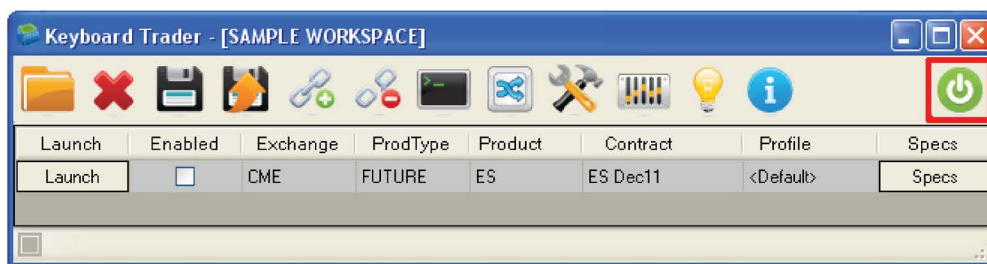 Keyboard Trader - [SAMPLE WORKSPACE]
Launch Enabled Exchange ProdType Product Contract Profile Specs
Launch CME FUTURE ES ES Dec11 <Default> Specs